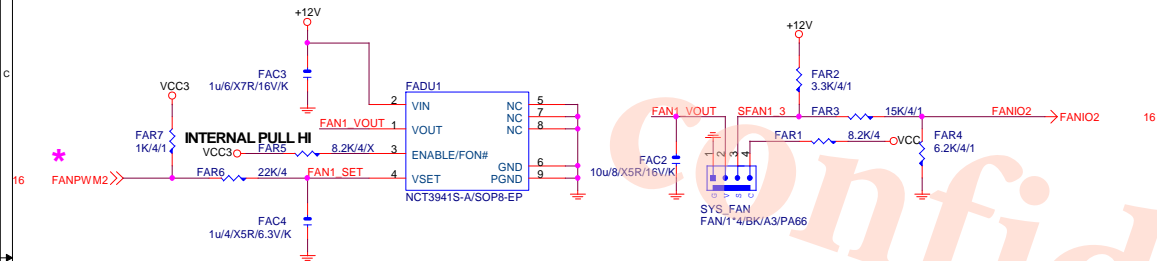 +12V
+12V
C
FAC3
1u/6/X7R/16V/K
VCC3
FADU1
FAR2
3.3K/4/1
2 VIN
NC 5
NC 7
NC 8
FAN1_VOUT
1 VOUT
FAN1_VOUT
SFAN1_3
FAR3
15K/4/1
FANIO2
FANIO2
16
FAR7
1K/4/1
INTERNAL PULL HI
VCC3
FAR5
8.2K/4/X
3 ENABLE/FON#
FAR1
8.2K/4
VCC
FAR4
6.2K/4/1
*
16
FANPWM2
FAR6
22K/4
FAN1_SET
4 VSET
GND 6
PGND 9
NCT3941S-A/SOP8-EP
FAC2
10u/8/X5R/16V/K
1 2 3 4
G V S C
SYS_FAN
FAN/1*4/BK/A3/PA66
FAC4
1u/4/X5R/6.3V/K
Confid